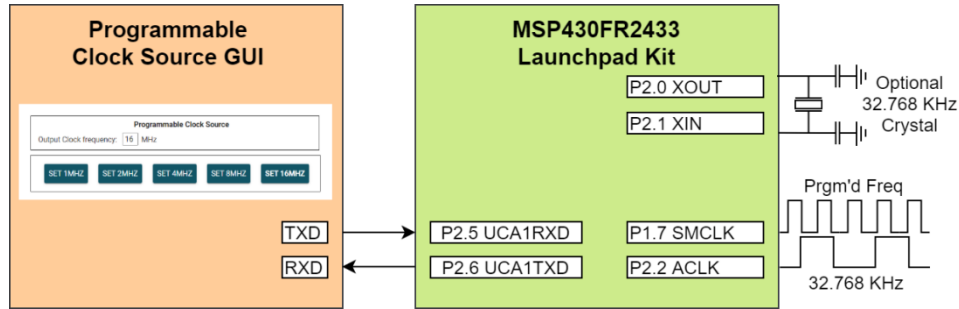 Programmable
Clock Source GUI
Programmable Clock Source
Output Clock frequency: 16 MHz
SET 1MHZ SET 2MHZ SET 4MHZ SET 8MHZ SET 16MHZ
TXD
RXD
MSP430FR2433
Launchpad Kit
P2.0 XOUT
P2.1 XIN
P2.5 UCA1RXD
P2.6 UCA1TXD
P1.7 SMCLK
P2.2 ACLK
Optional
32.768 KHz
Crystal
Prgm'd Freq
32.768 KHz